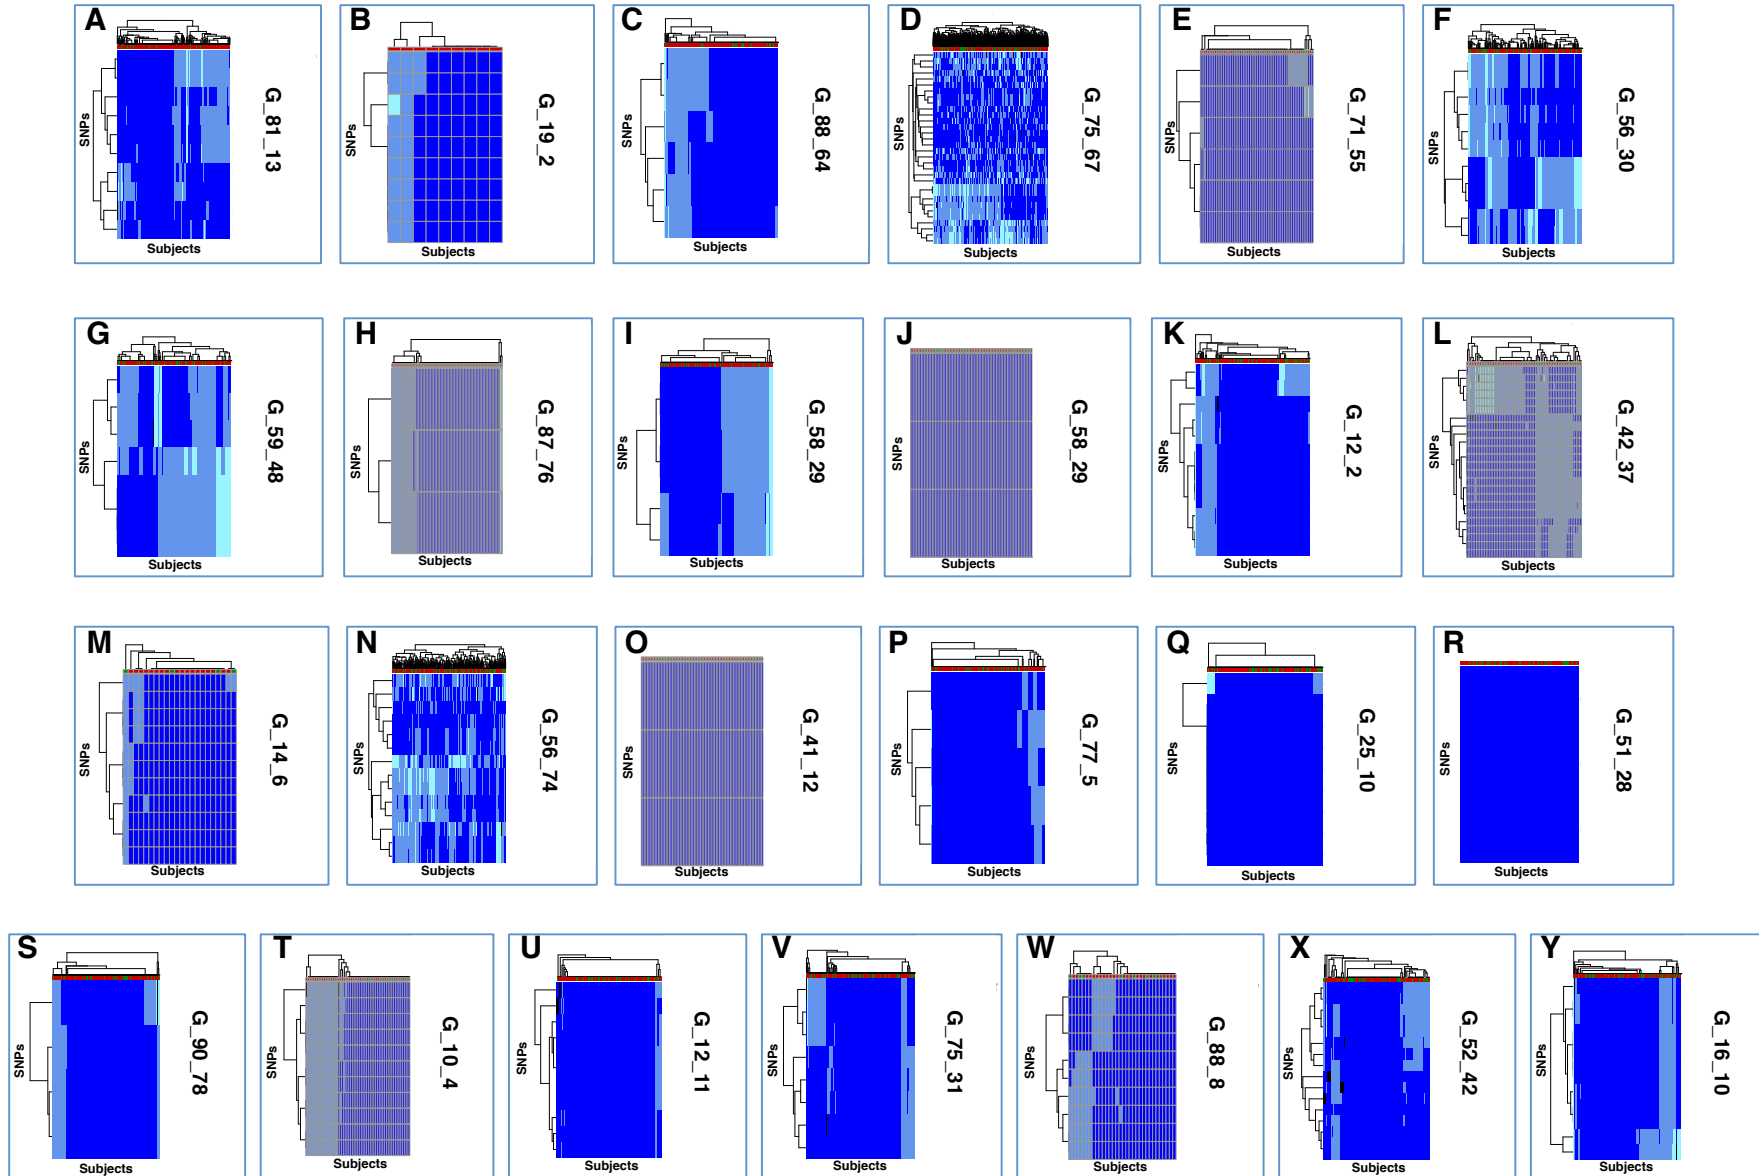 A
SNPs
Subjects
G_81_13
B
SNPs
Subjects
G_19_2
C
SNPs
Subjects
G_88_64
D
SNPs
Subjects
G_75_67
E
SNPs
Subjects
G_71_55
F
SNPs
Subjects
G_56_30
G
SNPs
Subjects
G_59_48
H
SNPs
Subjects
G_87_76
I
SNPs
Subjects
G_58_29
J
SNPs
Subjects
G_58_29
K
SNPs
Subjects
G_12_2
L
SNPs
Subjects
G_42_37
M
SNPs
Subjects
G_14_6
N
SNPs
G_56_74
O
SNPs
Subjects
G_41_12
P
SNPs
Subjects
G_77_5
Q
SNPs
Subjects
G_25_10
R
SNPs
Subjects
G_51_28
S
SNPs
Subjects
G_90_78
T
SNPs
Subjects
G_10_4
U
SNPs
Subjects
G_12_11
V
SNPs
Subjects
G_75_31
W
SNPs
Subjects
G_88_8
X
SNPs
Subjects
G_52_42
Y
SNPs
Subjects
G_16_10